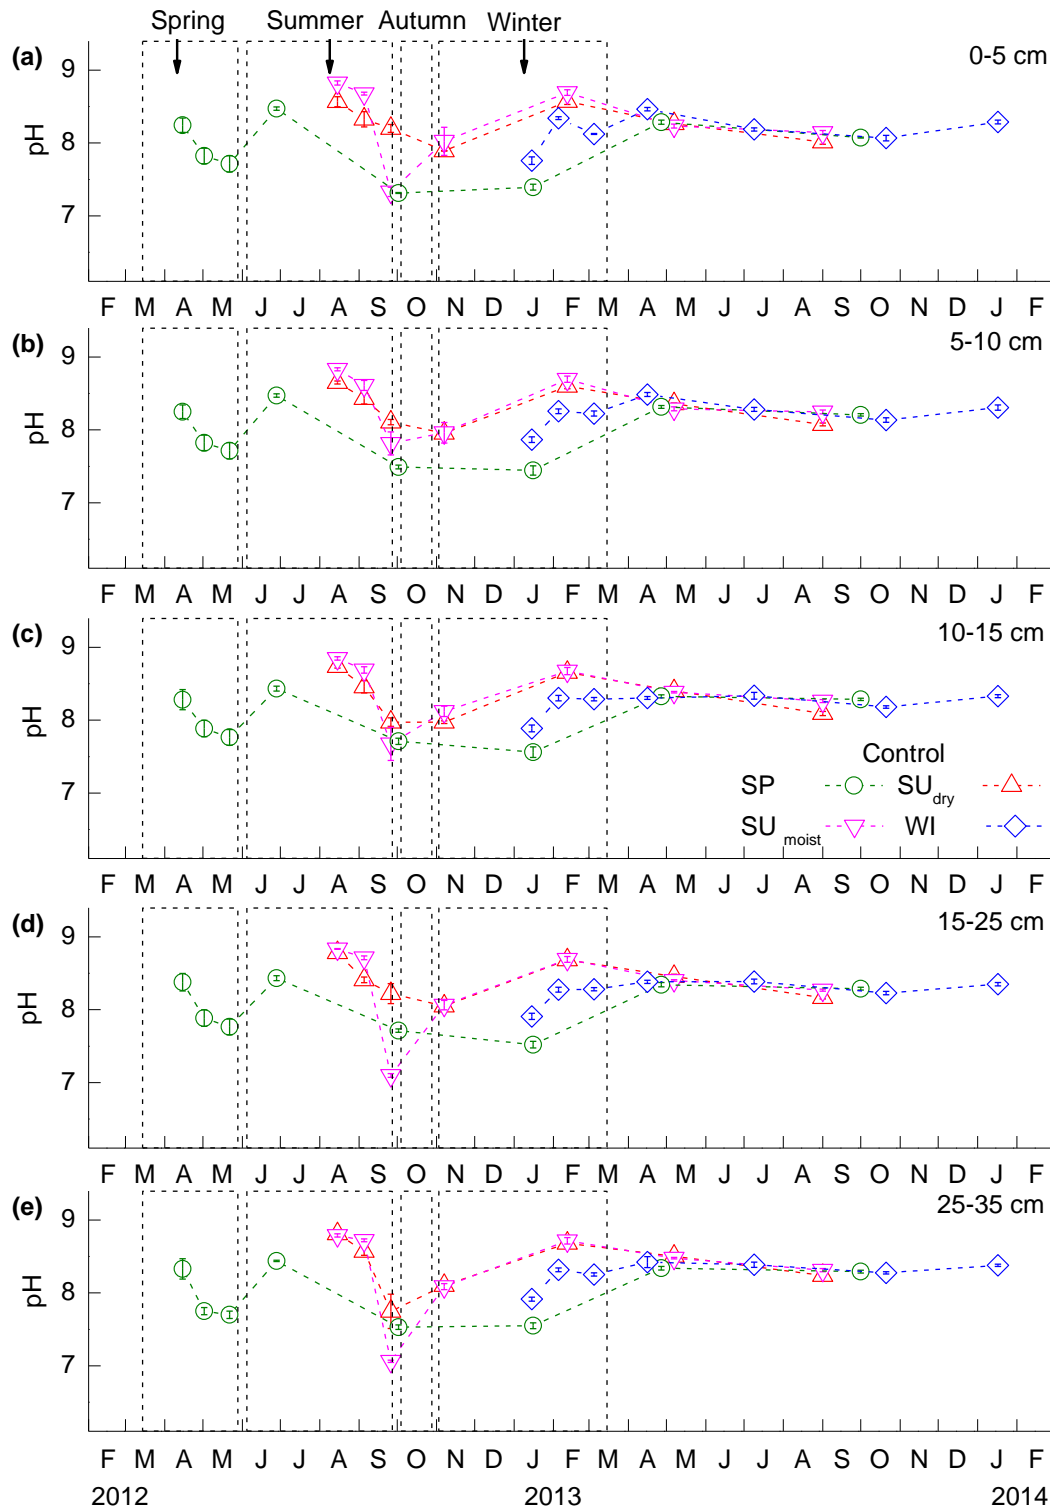 Spring Summer Autumn Winter
(a) 0-5 cm
9
8
7
pH
F M A M J J A S O N D J F M A M J J A S O N D J F
(b) 5-10 cm
9
8
7
pH
F M A M J J A S O N D J F M A M J J A S O N D J F
(c) 10-15 cm
9
8
7
pH
Control
SP SUdry
SU moist WI
F M A M J J A S O N D J F M A M J J A S O N D J F
(d) 15-25 cm
9
8
7
pH
F M A M J J A S O N D J F M A M J J A S O N D J F
(e) 25-35 cm
9
8
7
pH
F M A M J J A S O N D J F M A M J J A S O N D J F
2012 2013 2014